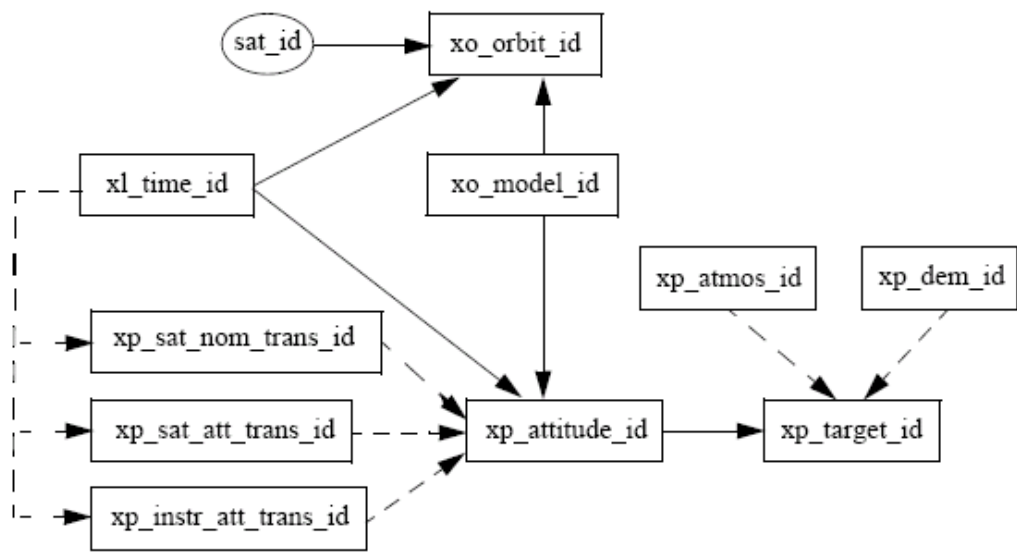 sat_id
xo_orbit_id
xl_time_id
xo_model_id
xp_atmos_id
xp_dem_id
xp_sat_nom_trans_id
xp_sat_att_trans_id
xp_attitude_id
xp_target_id
xp_instr_att_trans_id